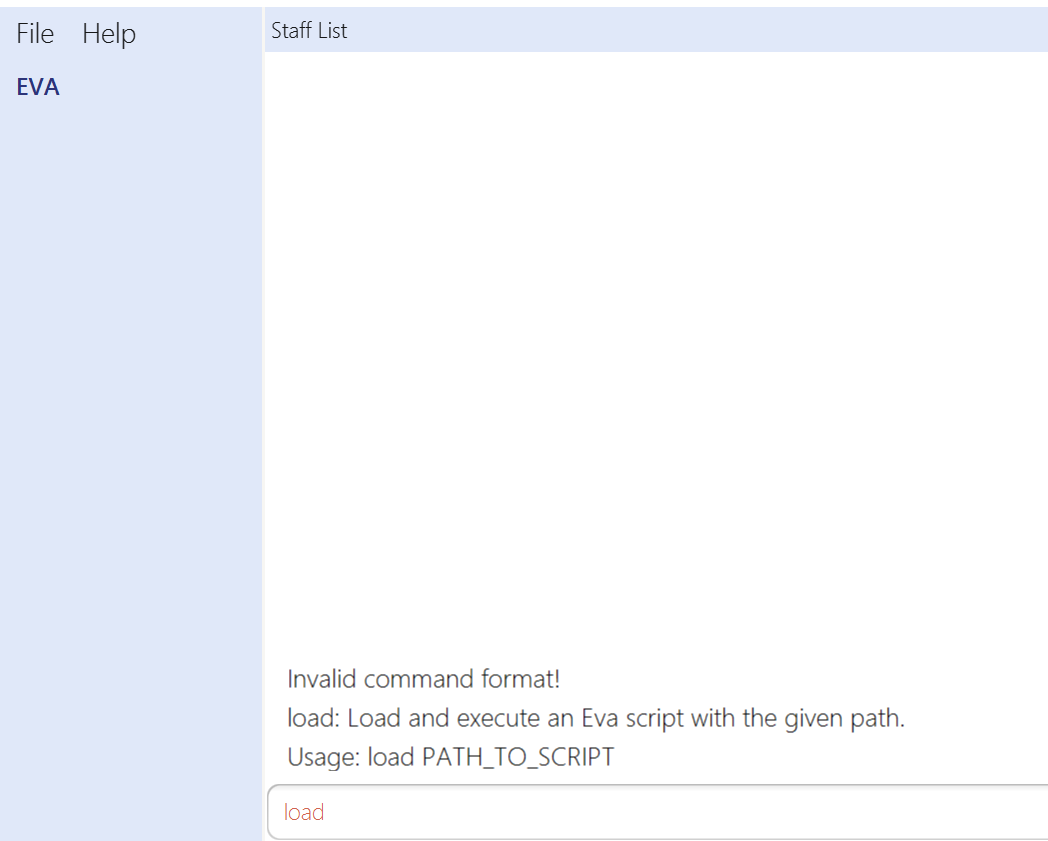 File Help
Staff List
EVA
Invalid command format!
load: Load and execute an Eva script with the given path.
Usage: load PATH_TO_SCRIPT
load